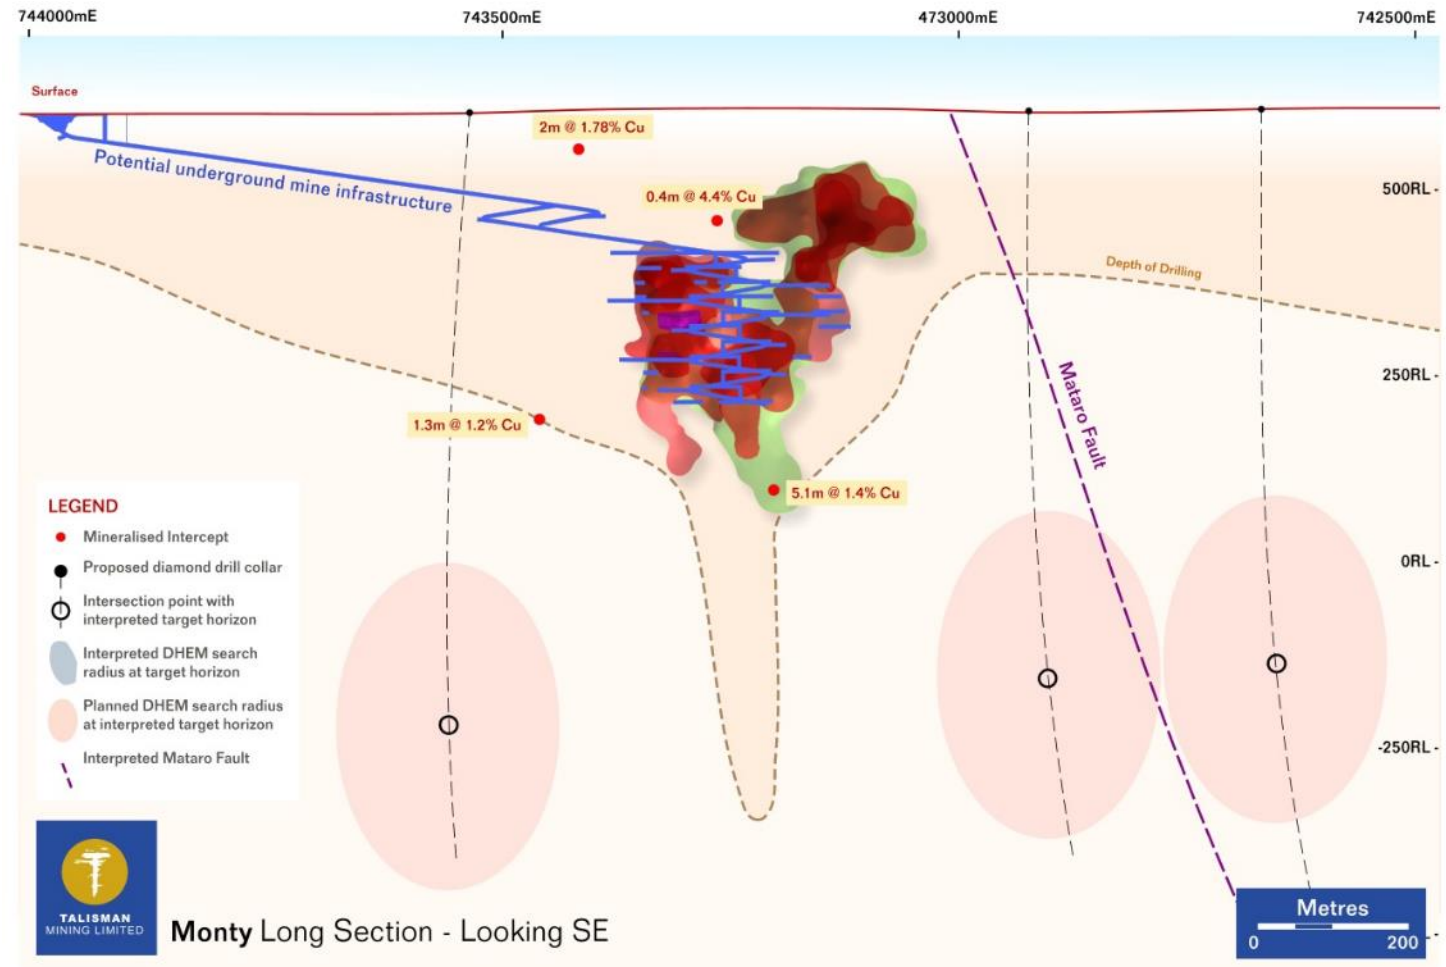 744000mE
743500mE
473000mE
742500mE
Surface
2m @ 1.78% Cu
Potential underground mine infrastructure
0.4m @ 4.4% Cu
500RL
Depth of Drilling
250RL
Mataro Fault
1.3m @ 1.2% Cu
5.1m @ 1.4% Cu
0RL
-250RL
LEGEND
Mineralised Intercept
Proposed diamond drill collar
Intersection point with
interpreted target horizon
Interpreted DHEM search
radius at target horizon
Planned DHEM search radius
at interpreted target horizon
Interpreted Mataro Fault
TALISMAN
MINING LIMITED
Monty Long Section - Looking SE
Metres
0 200